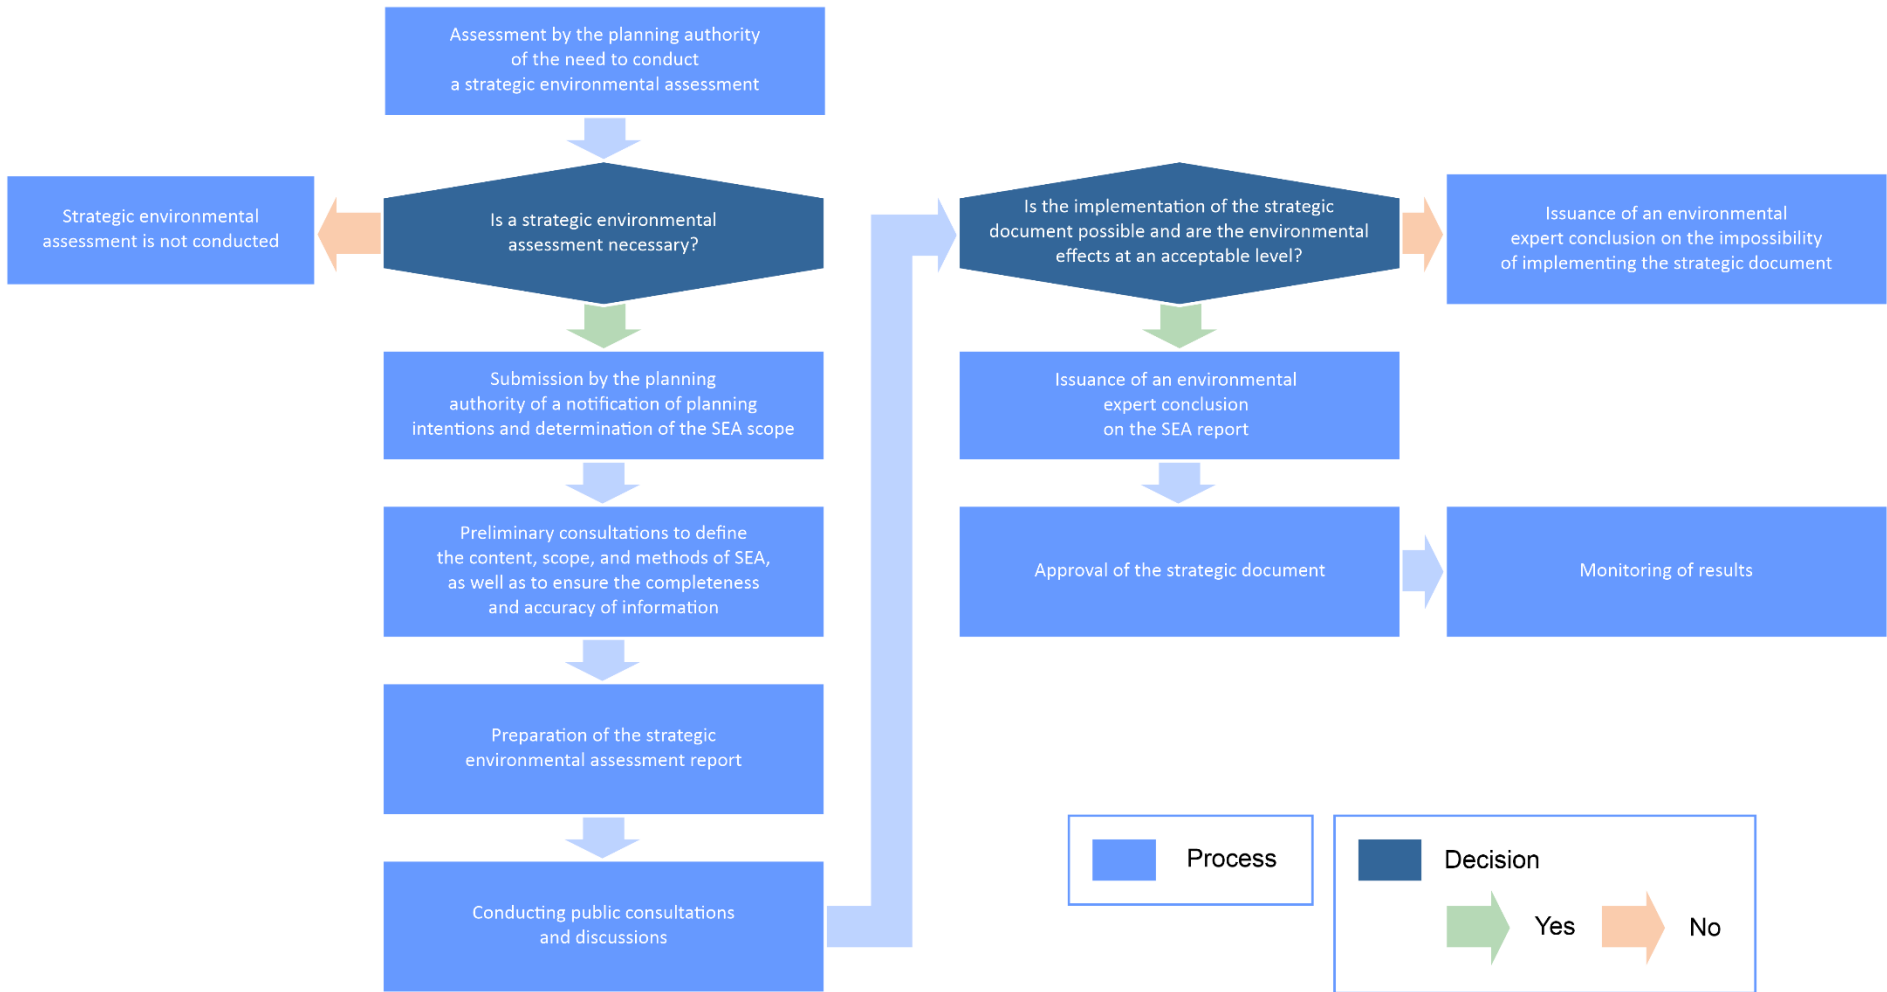 Assessment by the planning authority
of the need to conduct
a strategic environmental assessment
Is a strategic environmental
assessment necessary?
Strategic environmental
assessment is not conducted
Submission by the planning
authority of a notification of planning
intentions and determination of the SEA scope
Preliminary consultations to define
the content, scope, and methods of SEA,
as well as to ensure the completeness
and accuracy of information
Preparation of the strategic
environmental assessment report
Conducting public consultations
and discussions
Is the implementation of the strategic
document possible and are the environmental
effects at an acceptable level?
Issuance of an environmental
expert conclusion on the impossibility
of implementing the strategic document
Issuance of an environmental
expert conclusion
on the SEA report
Approval of the strategic document
Monitoring of results
Process
Decision
Yes
No